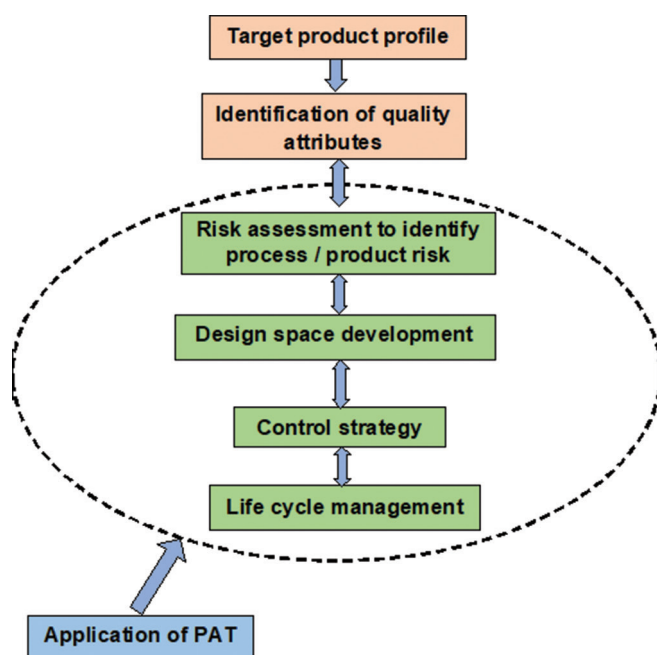 Target product profile
Identification of quality
attributes
Risk assessment to identify
process / product risk
Design space development
Control strategy
Life cycle management
Application of PAT